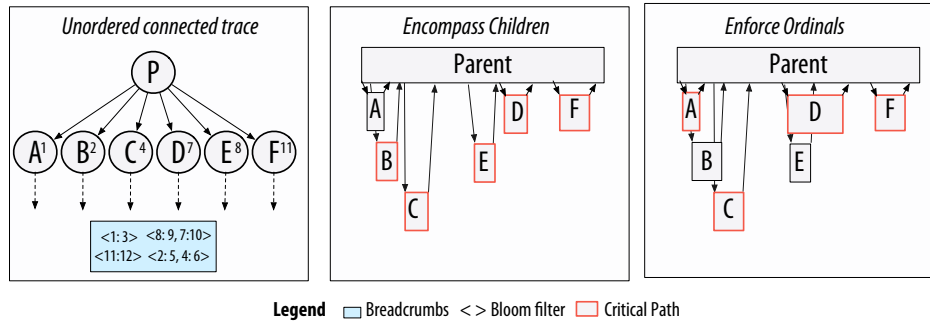 Unordered connected trace
P
A1 B2 C4 D7 E8 F11
<1: 3> <8: 9, 7:10>
<11:12> <2: 5, 4: 6>
Encompass Children
Parent
A
B
C
E
D
F
Enforce Ordinals
Parent
A
B
C
D
E
F
Legend Breadcrumbs < > Bloom filter Critical Path